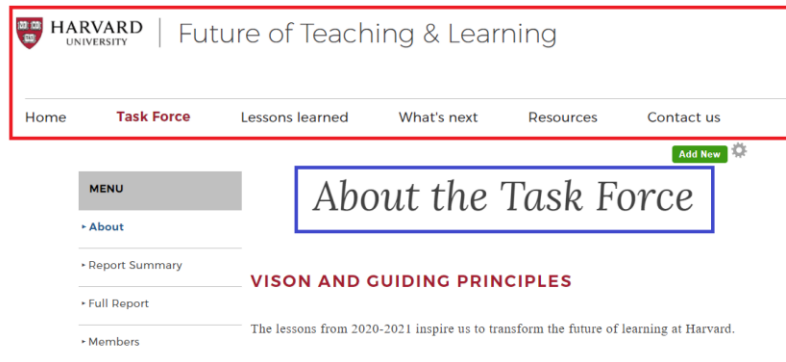 HARVARD
UNIVERSITY
Future of Teaching & Learning
Home Task Force Lessons learned What's next Resources Contact us
Add New
MENU
About
Report Summary
Full Report
Members
About the Task Force
VISON AND GUIDING PRINCIPLES
The lessons from 2020-2021 inspire us to transform the future of learning at Harvard.